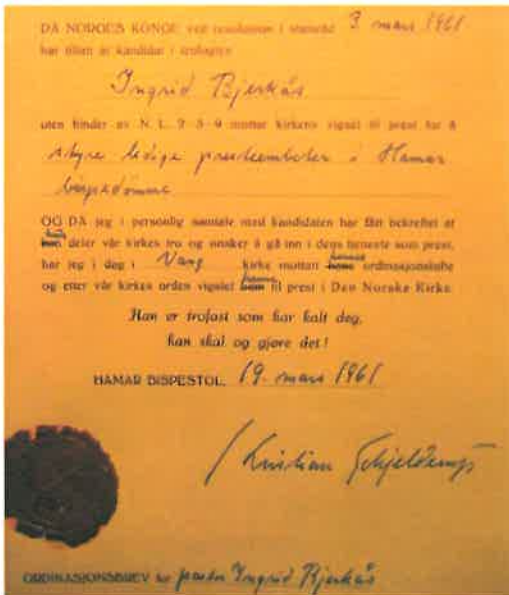 DA NORGES KONGE ved resolusjon i statsråd 3. mars 1961
har tillatt at kandidat i teologien
Ingrid Bjerkås
uten hinder av N. L. 2-3-9 mottar kirkens vigsel til prest for å
styre ledige presteembeter i Hamar
bispedømme
OG DA jeg i personlig samtale med kandidaten har fått bekreftet at
hun
han deler vår kirkes tro og ønsker å gå inn i dens tjeneste som prest,
har jeg i dag i Vang kirke mottatt hennes hans ordinasjonsløfte
og etter vår kirkes orden vigslet henne ham til prest i Den Norske Kirke.
Han er trofast som har kalt deg,
han skal og gjøre det!
HAMAR BISPESTOL, 19. mars 1961
Kristian Schjelderup
ORDINASJONSBREV for presten Ingrid Bjerkås